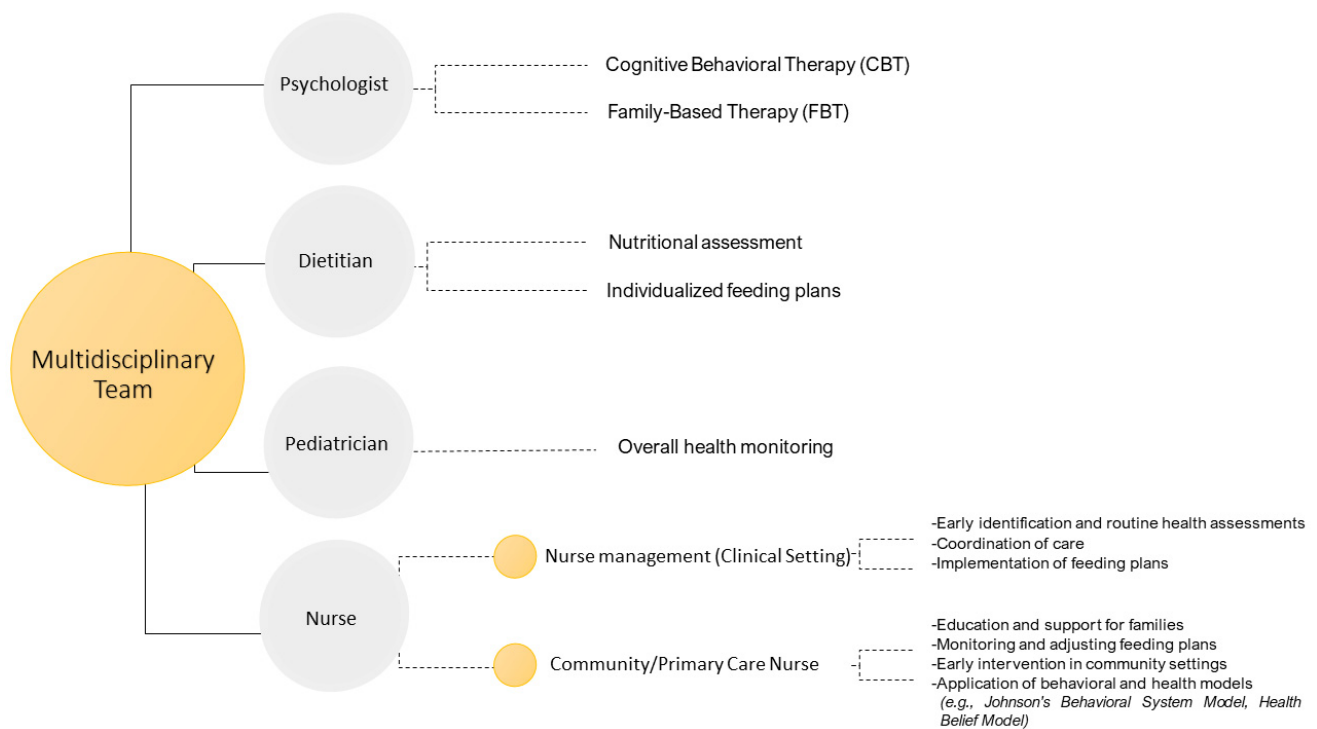 Psychologist
Cognitive Behavioral Therapy (CBT)
Family-Based Therapy (FBT)
Dietitian
Nutritional assessment
Individualized feeding plans
Multidisciplinary
Team
Pediatrician
Overall health monitoring
Nurse
Nurse management (Clinical Setting)
-Early identification and routine health assessments
-Coordination of care
-Implementation of feeding plans
Community/Primary Care Nurse
-Education and support for families
-Monitoring and adjusting feeding plans
-Early intervention in community settings
-Application of behavioral and health models
(e.g., Johnson's Behavioral System Model, Health
Belief Model)